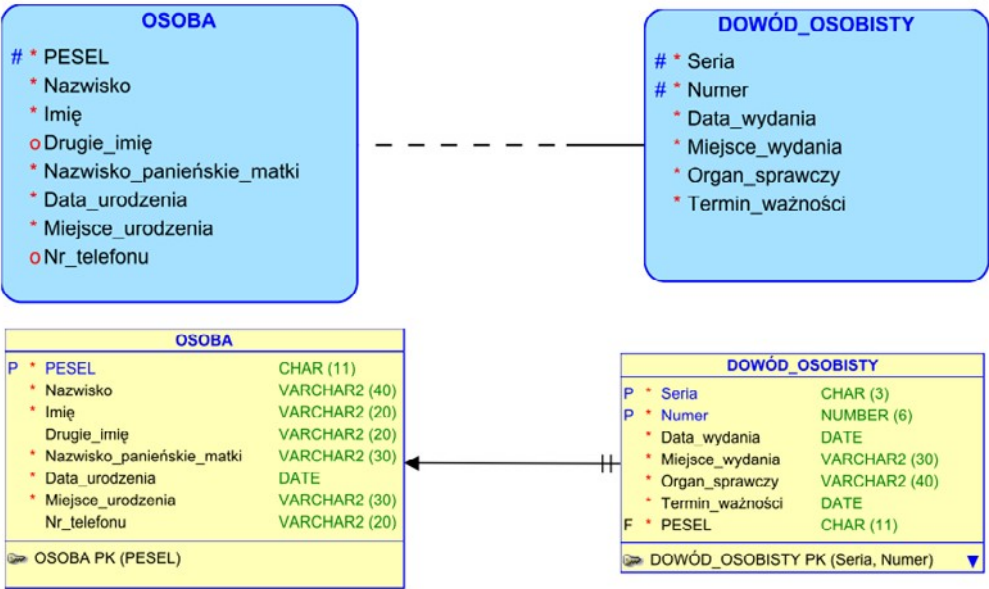 OSOBA
# * PESEL
* Nazwisko
* Imię
o Drugie_imię
* Nazwisko_panieńskie_matki
* Data_urodzenia
* Miejsce_urodzenia
o Nr_telefonu
DOWÓD_OSOBISTY
# * Seria
# * Numer
* Data_wydania
* Miejsce_wydania
* Organ_sprawczy
* Termin_ważności
OSOBA
P * PESEL CHAR (11)
* Nazwisko VARCHAR2 (40)
* Imię VARCHAR2 (20)
Drugie_imię VARCHAR2 (20)
* Nazwisko_panieńskie_matki VARCHAR2 (30)
* Data_urodzenia DATE
* Miejsce_urodzenia VARCHAR2 (30)
Nr_telefonu VARCHAR2 (20)
OSOBA PK (PESEL)
DOWÓD_OSOBISTY
P * Seria CHAR (3)
P * Numer NUMBER (6)
* Data_wydania DATE
* Miejsce_wydania VARCHAR2 (30)
* Organ_sprawczy VARCHAR2 (40)
* Termin_ważności DATE
F * PESEL CHAR (11)
DOWÓD_OSOBISTY PK (Seria, Numer)